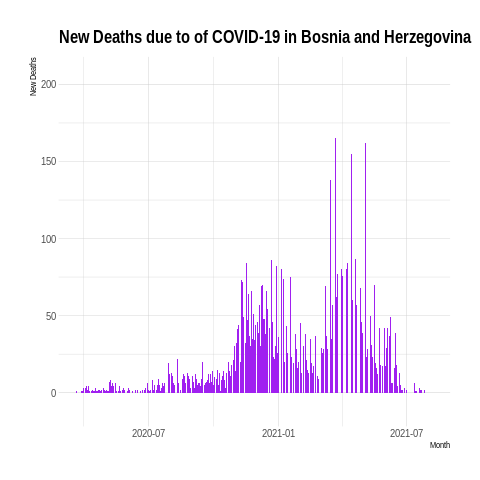 New Deaths due to of COVID-19 in Bosnia and Herzegovina
New Deaths
200
150
100
50
0
2020-07
2021-01
2021-07
Month